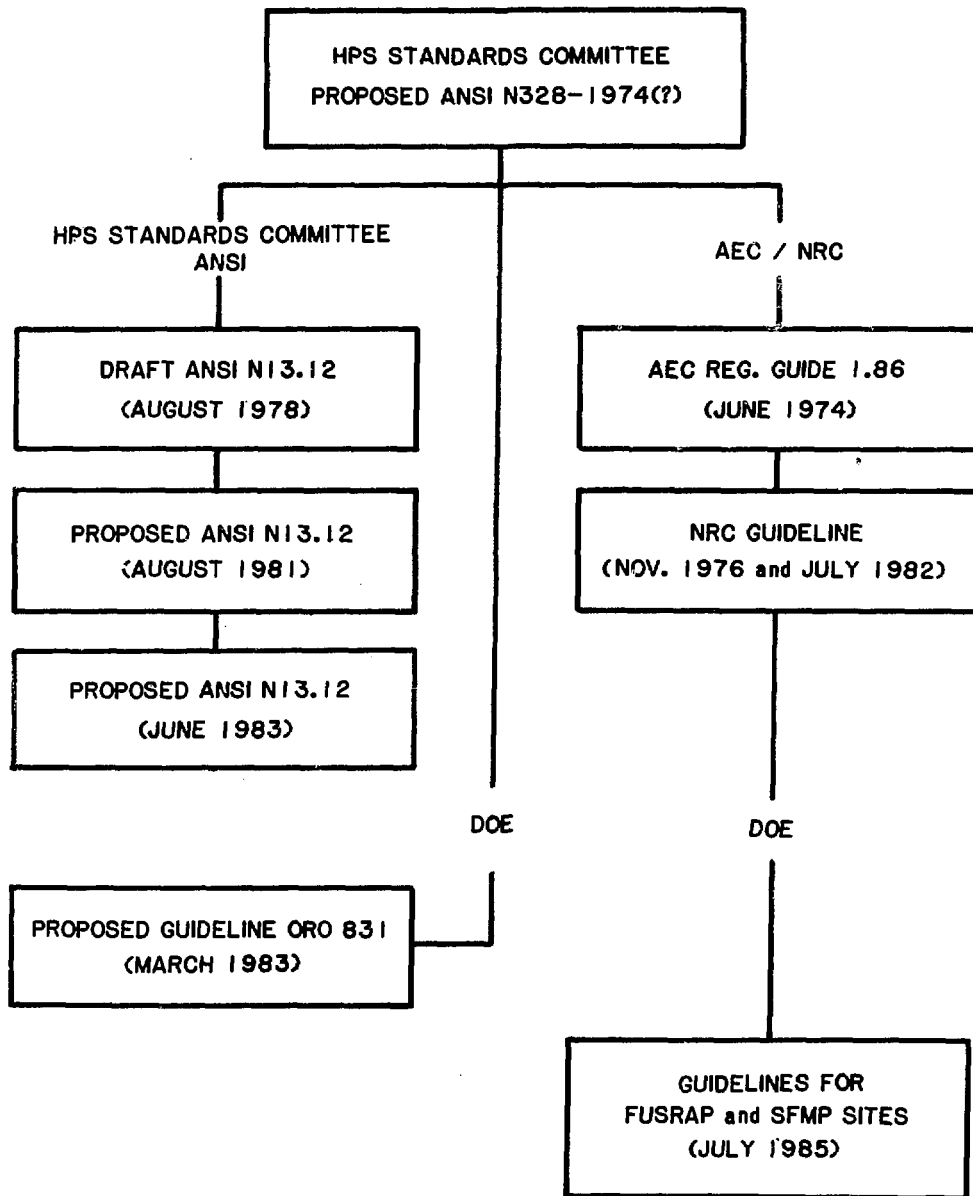 HPS STANDARDS COMMITTEE
PROPOSED ANSI N328-1974(?)
HPS STANDARDS COMMITTEE
ANSI
AEC / NRC
DRAFT ANSI N13.12
(AUGUST 1978)
AEC REG. GUIDE 1.86
(JUNE 1974)
PROPOSED ANSI N13.12
(AUGUST 1981)
NRC GUIDELINE
(NOV. 1976 and JULY 1982)
PROPOSED ANSI N13.12
(JUNE 1983)
DOE
DOE
PROPOSED GUIDELINE ORO 831
(MARCH 1983)
GUIDELINES FOR
FUSRAP and SFMP SITES
(JULY 1985)